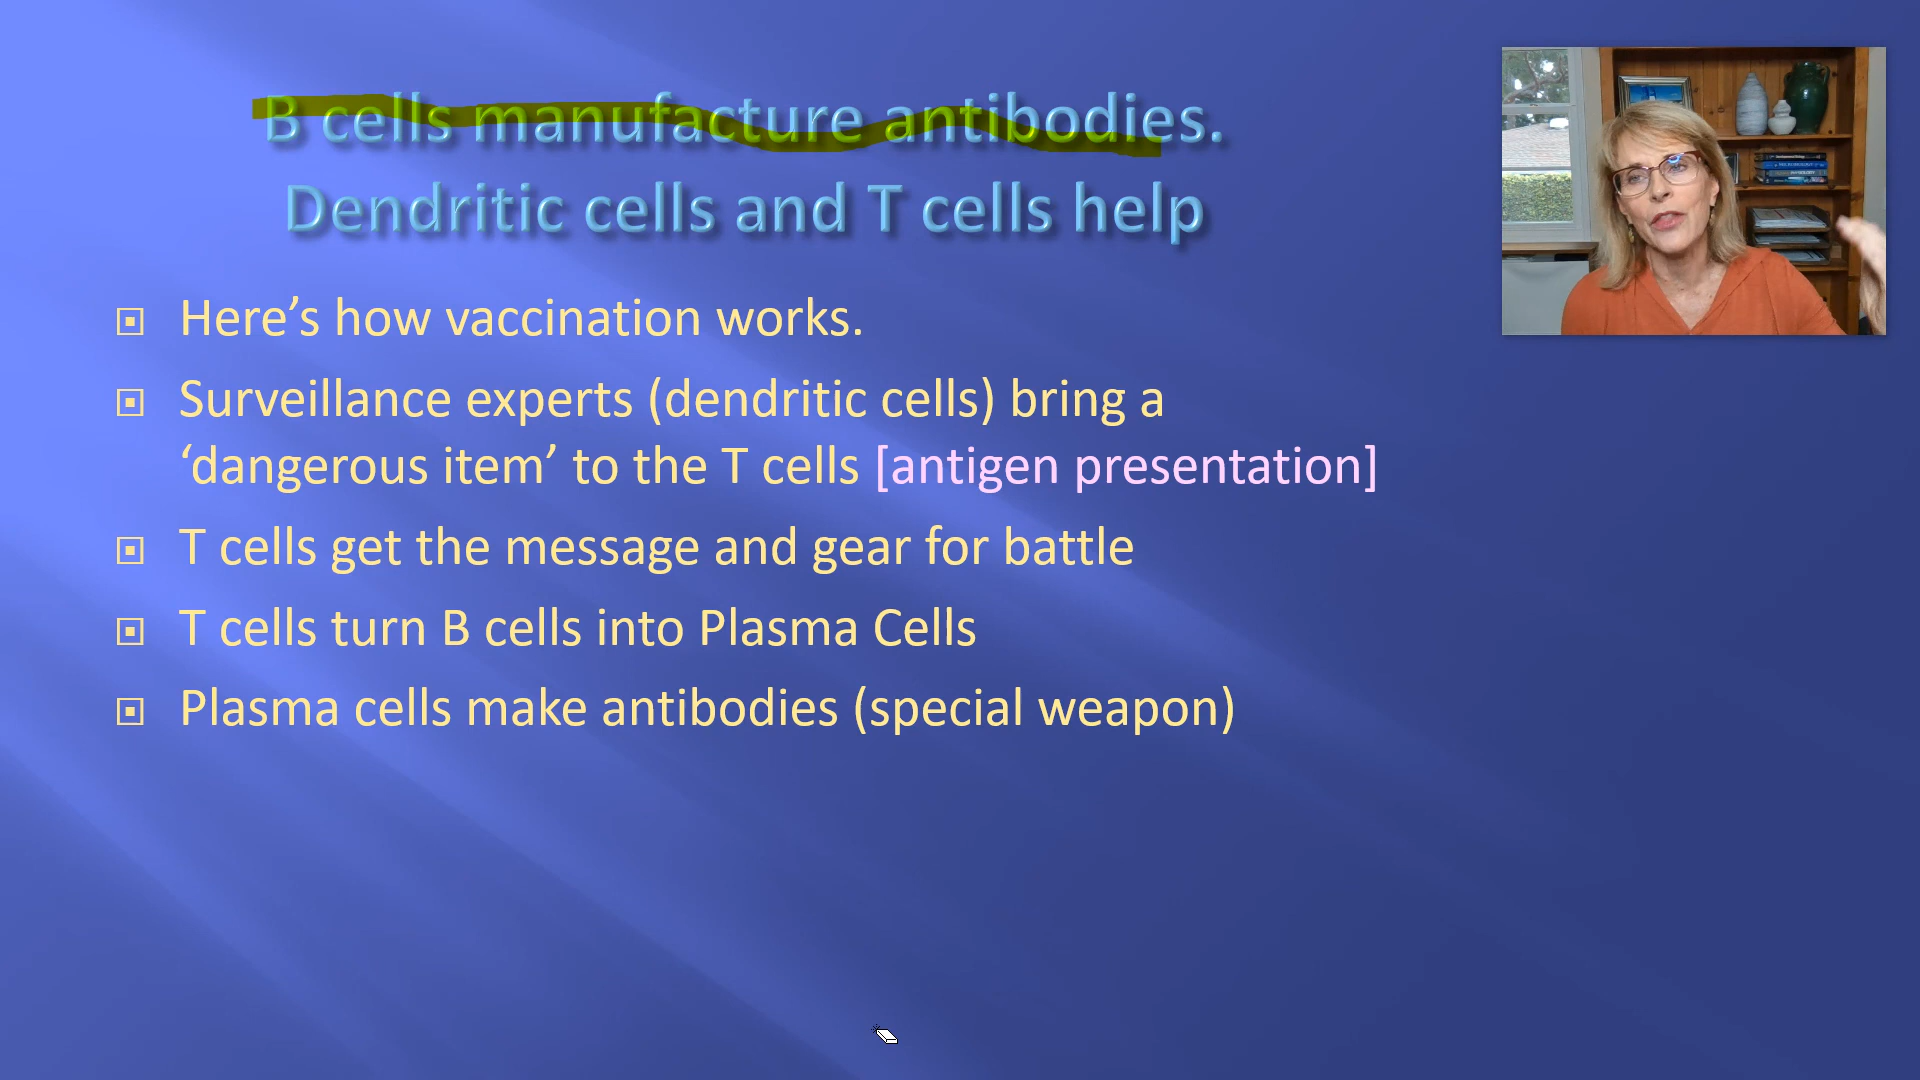 B cells manufacture antibodies.
Dendritic cells and T cells help
Here’s how vaccination works.
Surveillance experts (dendritic cells) bring a
‘dangerous item’ to the T cells [antigen presentation]
T cells get the message and gear for battle
T cells turn B cells into Plasma Cells
Plasma cells make antibodies (special weapon)